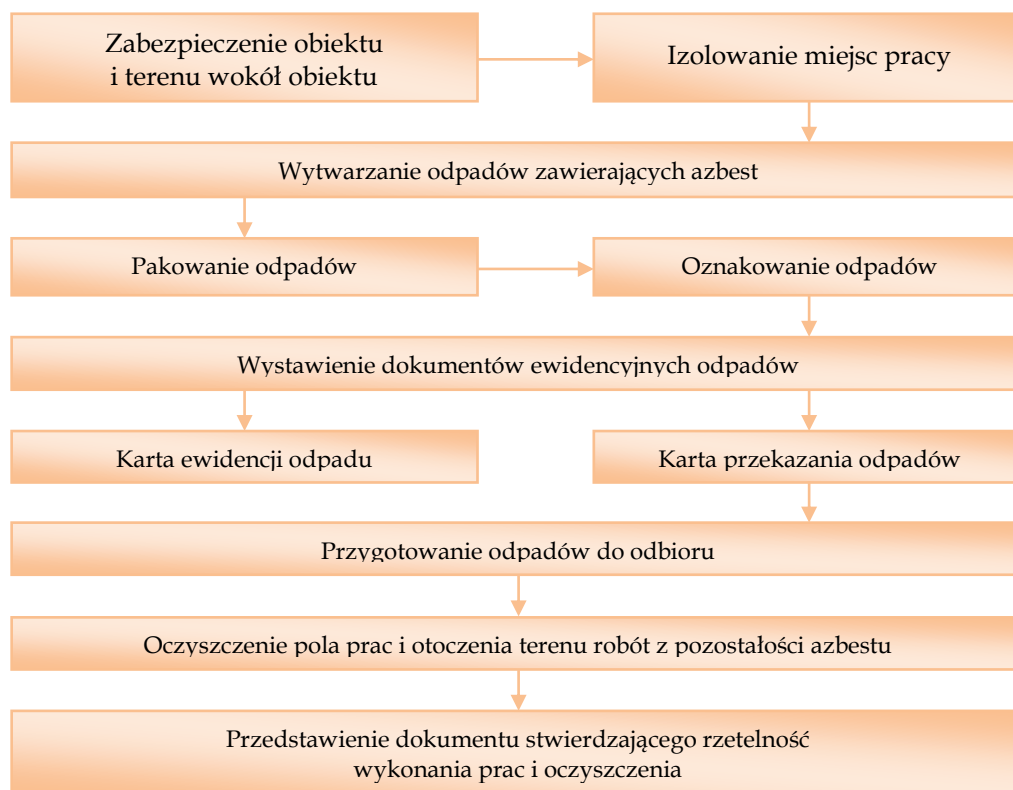 Zabezpieczenie obiektu
i terenu wokół obiektu
Izolowanie miejsc pracy
Wytwarzanie odpadów zawierających azbest
Pakowanie odpadów
Oznakowanie odpadów
Wystawienie dokumentów ewidencyjnych odpadów
Karta ewidencji odpadu
Karta przekazania odpadów
Przygotowanie odpadów do odbioru
Oczyszczenie pola prac i otoczenia terenu robót z pozostałości azbestu
Przedstawienie dokumentu stwierdzającego rzetelność
wykonania prac i oczyszczenia